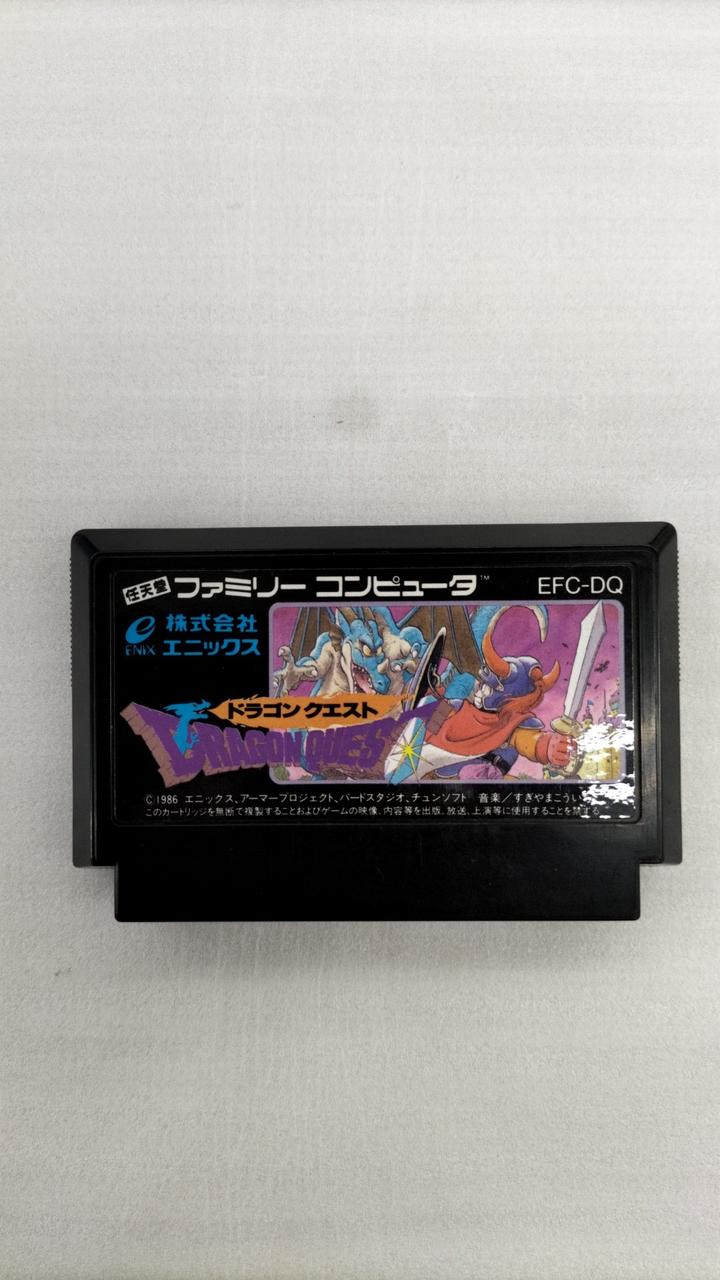 任天堂 ファミリー コンピュータ™ EFC-DQ
株式会社
ENIX エニックス
ドラゴン クエスト
DRAGON QUEST
©1986 エニックス、アーマープロジェクト、バードスタジオ、チュンソフト 音楽/すぎやまこうい
このカートリッジを無断で複製することおよびゲームの映像、内容等を出版、放送、上演等に使用することを禁